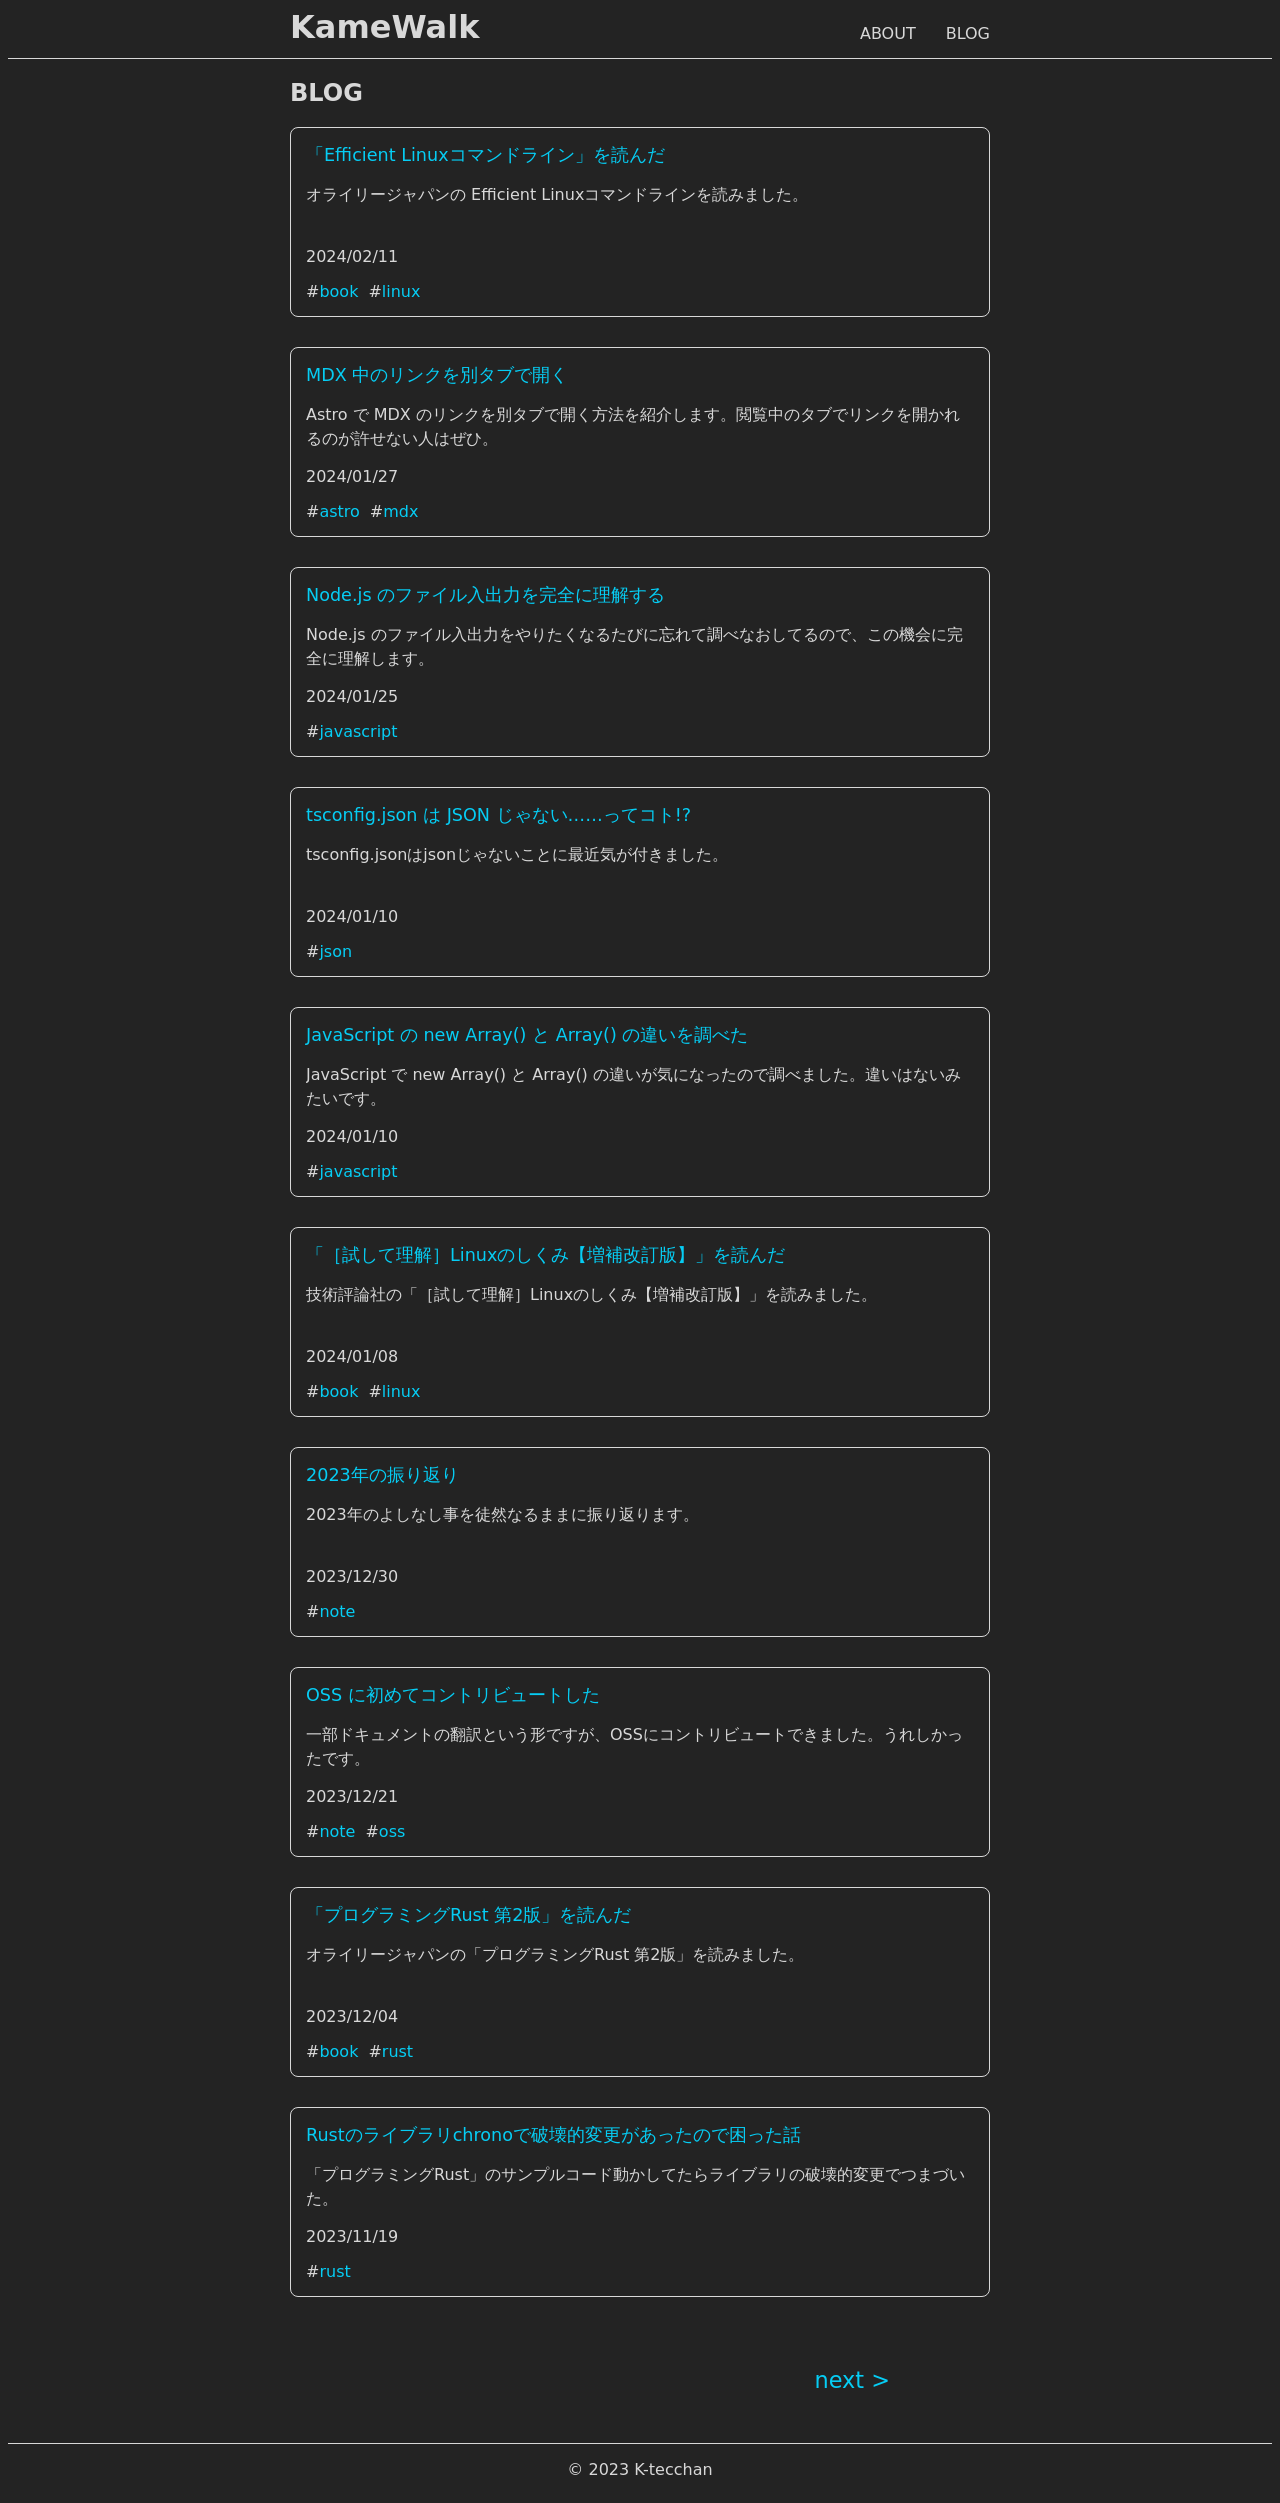 KameWalk
ABOUT BLOG
BLOG
「Efficient Linuxコマンドライン」を読んだ
オライリージャパンの Efficient Linuxコマンドラインを読みました。
2024/02/11
#book #linux
MDX 中のリンクを別タブで開く
Astro で MDX のリンクを別タブで開く方法を紹介します。閲覧中のタブでリンクを開かれ
るのが許せない人はぜひ。
2024/01/27
#astro #mdx
Node.js のファイル入出力を完全に理解する
Node.js のファイル入出力をやりたくなるたびに忘れて調べなおしてるので、この機会に完
全に理解します。
2024/01/25
#javascript
tsconfig.json は JSON じゃない……ってコト!?
tsconfig.jsonはjsonじゃないことに最近気が付きました。
2024/01/10
#json
JavaScript の new Array() と Array() の違いを調べた
JavaScript で new Array() と Array() の違いが気になったので調べました。違いはないみ
たいです。
2024/01/10
#javascript
「［試して理解］Linuxのしくみ【増補改訂版】」を読んだ
技術評論社の「［試して理解］Linuxのしくみ【増補改訂版】」を読みました。
2024/01/08
#book #linux
2023年の振り返り
2023年のよしなし事を徒然なるままに振り返ります。
2023/12/30
#note
OSS に初めてコントリビュートした
一部ドキュメントの翻訳という形ですが、OSSにコントリビュートできました。うれしかっ
たです。
2023/12/21
#note #oss
「プログラミングRust 第2版」を読んだ
オライリージャパンの「プログラミングRust 第2版」を読みました。
2023/12/04
#book #rust
Rustのライブラリchronoで破壊的変更があったので困った話
「プログラミングRust」のサンプルコード動かしてたらライブラリの破壊的変更でつまづい
た。
2023/11/19
#rust
next >
© 2023 K-tecchan